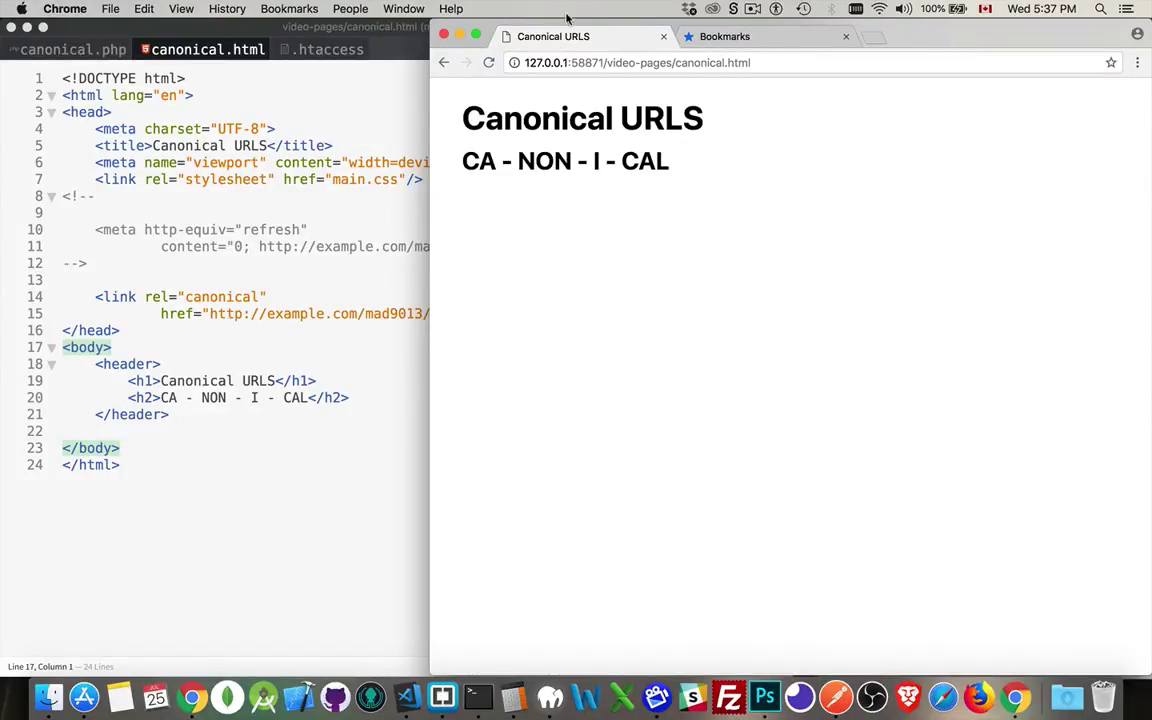 Chrome File Edit View History Bookmarks People Window Help 100% Wed 5:37 PM
video-pages/canonical.html
canonical.php canonical.html .htaccess
1 <!DOCTYPE html>
2 <html lang="en">
3 <head>
4 <meta charset="UTF-8">
5 <title>Canonical URLS</title>
6 <meta name="viewport" content="width=devi
7 <link rel="stylesheet" href="main.css"/>
8 <!--
9
10 <meta http-equiv="refresh"
11 content="0; http://example.com/ma
12 -->
13
14 <link rel="canonical"
15 href="http://example.com/mad9013/
16 </head>
17 <body>
18 <header>
19 <h1>Canonical URLS</h1>
20 <h2>CA - NON - I - CAL</h2>
21 </header>
22
23 </body>
24 </html>
Line 17, Column 1 — 24 Lines
Canonical URLS Bookmarks
127.0.0.1:58871/video-pages/canonical.html
Canonical URLS
CA - NON - I - CAL
JUL
25